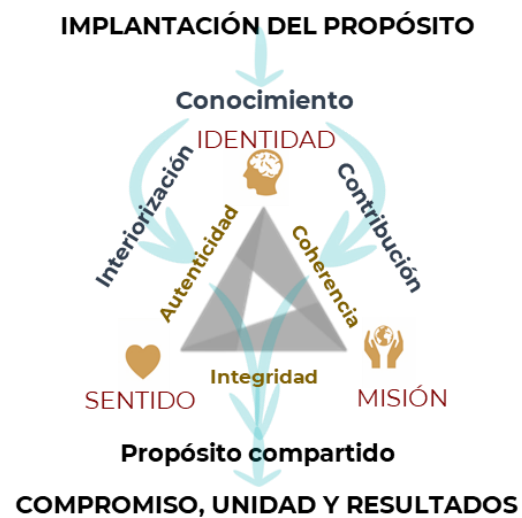 IMPLANTACIÓN DEL PROPÓSITO
Conocimiento
IDENTIDAD
Interiorización
Contribución
Autenticidad
Coherencia
Integridad
SENTIDO
MISIÓN
Propósito compartido
COMPROMISO, UNIDAD Y RESULTADOS